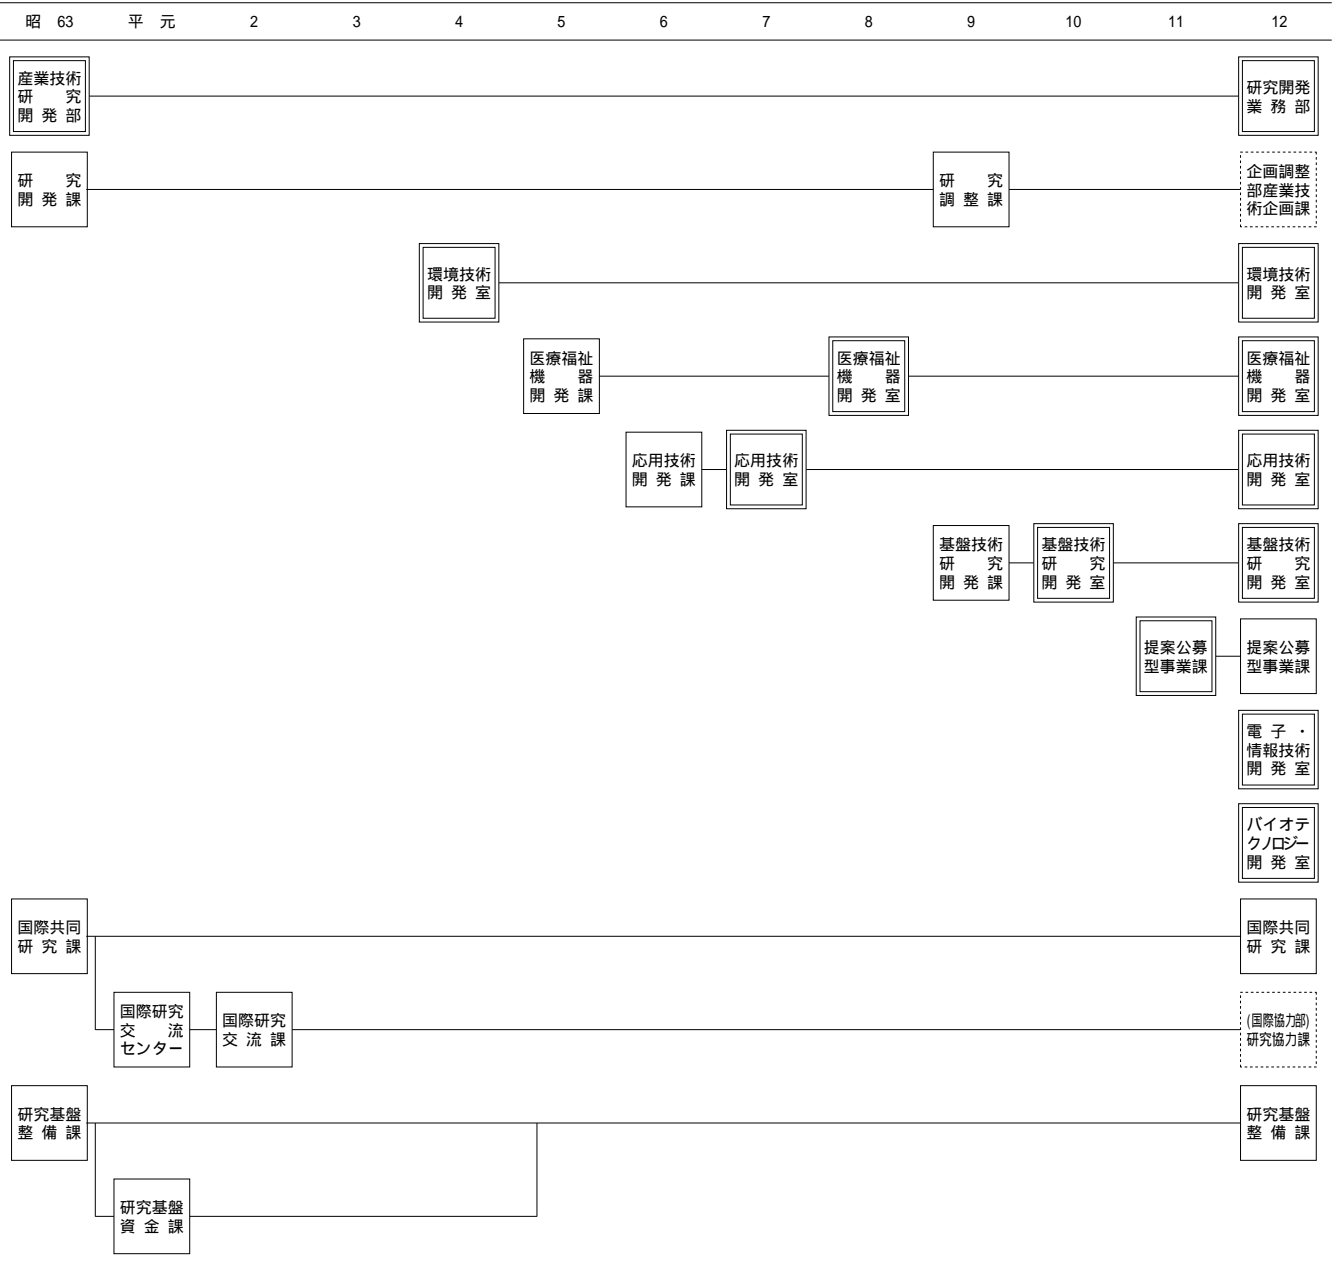 昭 63 平 元 2 3 4 5 6 7 8 9 10 11 12
産業技術
研究
開発部
研究開発
業務部
研究
開発課
研究
調整課
企画調整
部産業技
術企画課
環境技術
開発室
環境技術
開発室
医療福祉
機器
開発課
医療福祉
機器
開発室
医療福祉
機器
開発室
応用技術
開発課
応用技術
開発室
応用技術
開発室
基盤技術
研究
開発課
基盤技術
研究
開発室
基盤技術
研究
開発室
提案公募
型事業課
提案公募
型事業課
電子・
情報技術
開発室
バイオテ
クノロジー
開発室
国際共同
研究課
国際共同
研究課
国際研究
交流
センター
国際研究
交流課
(国際協力部)
研究協力課
研究基盤
整備課
研究基盤
整備課
研究基盤
資金課